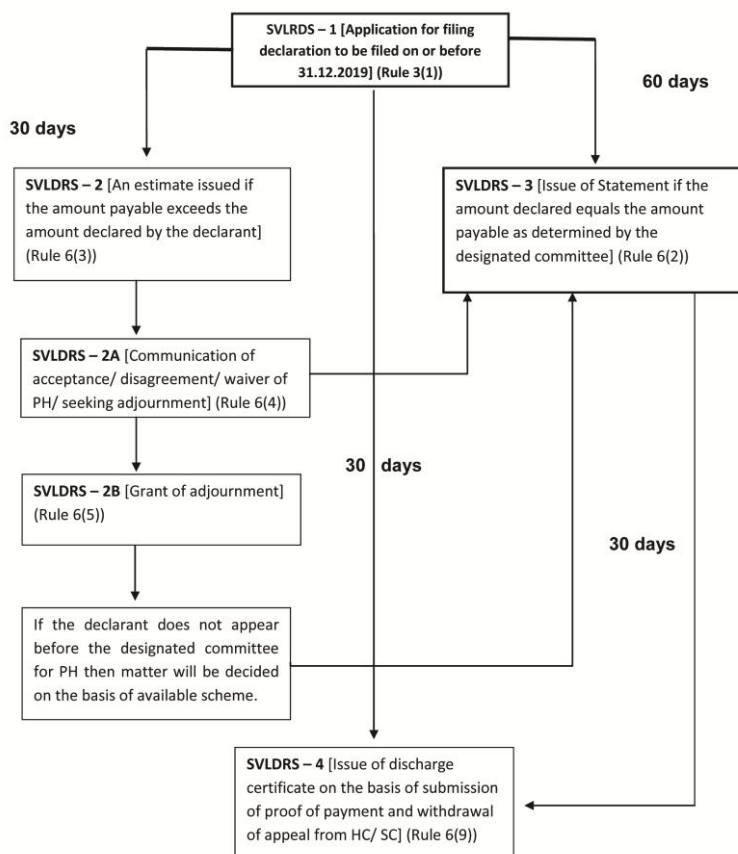 SVLRDS – 1 [Application for filing
declaration to be filed on or before
31.12.2019] (Rule 3(1))
60 days
30 days
SVLDRS – 2 [An estimate issued if
the amount payable exceeds the
amount declared by the declarant]
(Rule 6(3))
SVLDRS – 3 [Issue of Statement if the
amount declared equals the amount
payable as determined by the
designated committee] (Rule 6(2))
SVLDRS – 2A [Communication of
acceptance/ disagreement/ waiver of
PH/ seeking adjournment] (Rule 6(4))
30 days
SVLDRS – 2B [Grant of adjournment]
(Rule 6(5))
30 days
If the declarant does not appear
before the designated committee
for PH then matter will be decided
on the basis of available scheme.
SVLDRS – 4 [Issue of discharge
certificate on the basis of submission
of proof of payment and withdrawal
of appeal from HC/ SC] (Rule 6(9))